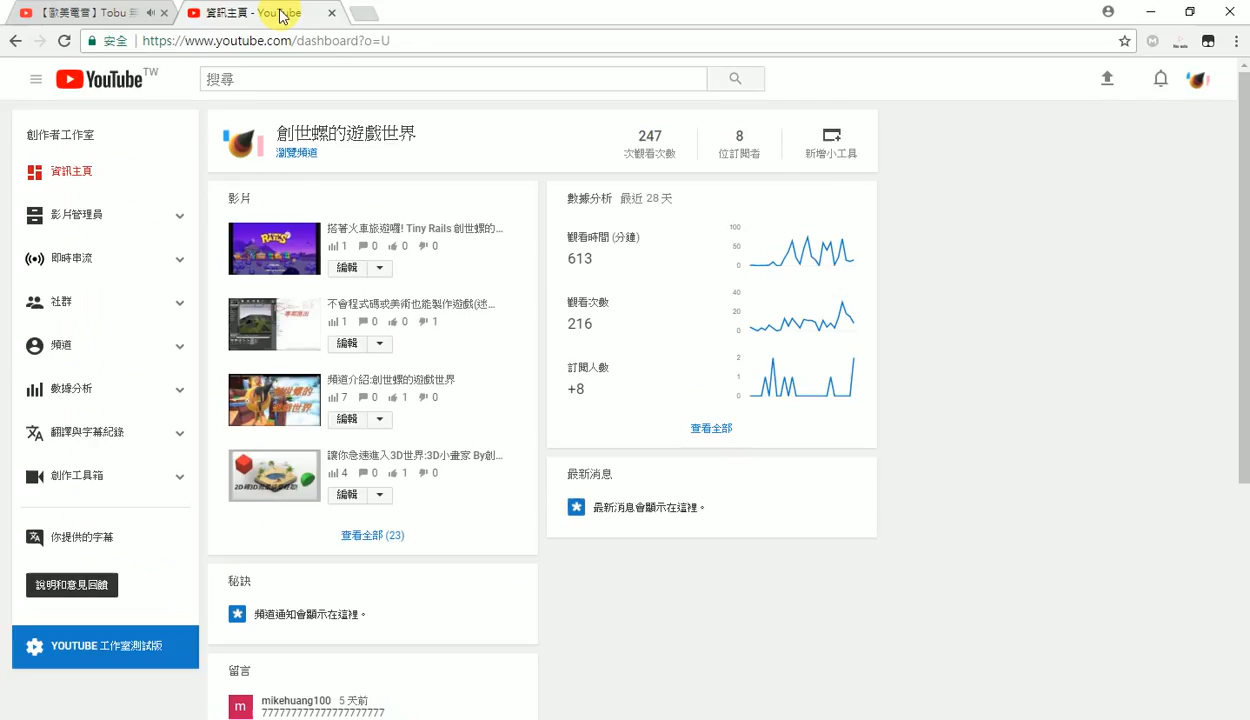 【歐美電音】Tobu
資訊主頁 - YouTube
安全
https://www.youtube.com/dashboard?o=U
YouTube TW
搜尋
創作者工作室
資訊主頁
影片管理員
即時串流
社群
頻道
數據分析
翻譯與字幕紀錄
創作工具箱
你提供的字幕
說明和意見回饋
YOUTUBE 工作室測試版
創世螺的遊戲世界
瀏覽頻道
247
次觀看次數
8
位訂閱者
新增小工具
影片
搭著火車旅遊囉! Tiny Rails 創世螺的...
1 0 0 0
編輯
不會程式碼或美術也能製作遊戲(迷...
1 0 0 1
編輯
頻道介紹:創世螺的遊戲世界
7 0 1 0
編輯
讓你急速進入3D世界:3D小畫家 By創...
4 0 1 0
編輯
查看全部 (23)
秘訣
頻道通知會顯示在這裡。
留言
m
mikehuang100 5 天前
777777777777777777777
數據分析 最近 28 天
觀看時間 (分鐘)
613
100
50
0
觀看次數
216
40
20
0
訂閱人數
+8
2
1
0
查看全部
最新消息
最新消息會顯示在這裡。